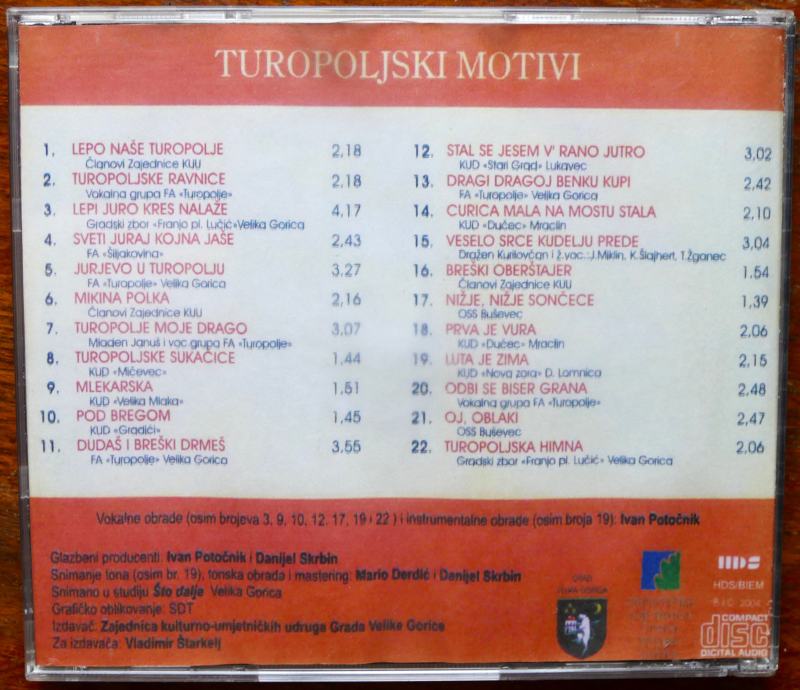 TUROPOLJSKI MOTIVI
1. LEPO NAŠE TUROPOLJE 2,18
Članovi Zajednice KUU
2. TUROPOLJSKE RAVNICE 2,18
Vokalna grupa FA «Turopolje»
3. LEPI JURO KRES NALAŽE 4,17
Gradski zbor «Franjo pl. Lučić»Velika Gorica
4. SVETI JURAJ KOJNA JAŠE 2,43
FA «Šiljakovina»
5. JURJEVO U TUROPOLJU 3,27
FA «Turopolje» Velika Gorica
6. MIKINA POLKA 2,16
Članovi Zajednice KUU
7. TUROPOLJE MOJE DRAGO 3,07
Mladen Januš i voc grupa FA «Turopolje»
8. TUROPOLJSKE SUKAČICE 1,44
KUD «Mičevec»
9. MLEKARSKA 1,51
KUD «Velika Mlaka»
10. POD BREGOM 1,45
KUD «Gradići»
11. DUDAŠ I BREŠKI DRMEŠ 3,55
FA «Turopolje» Velika Gorica
12. STAL SE JESEM V' RANO JUTRO 3,02
KUD «Stari Grad» Lukavec
13. DRAGI DRAGOJ BENKU KUPI 2,42
FA «Turopolje» Velika Gorica
14. CURICA MALA NA MOSTU STALA 2,10
KUD «Dučec» Mraclin
15. VESELO SRCE KUDELJU PREDE 3,04
Dražen Kurilovčan i ž.voc.:J.Miklin, K.Šlajhert, T.Žganec
16. BREŠKI OBERŠTAJER 1,54
Članovi Zajednice KUU
17. NIŽJE, NIŽJE SONČECE 1,39
OSS Buševec
18. PRVA JE VURA 2,06
KUD «Dučec» Mraclin
19. LUTA JE ZIMA 2,15
KUD «Nova zora» D. Lomnica
20. ODBI SE BISER GRANA 2,48
Vokalna grupa FA «Turopolje»
21. OJ, OBLAKI 2,47
OSS Buševec
22. TUROPOLJSKA HIMNA 2,06
Gradski zbor «Franjo pl. Lučić» Velika Gorica
Vokalne obrade (osim brojeva 3, 9, 10, 12, 17, 19 i 22 ) i instrumentalne obrade (osim broja 19): Ivan Potočnik
Glazbeni producenti: Ivan Potočnik i Danijel Skrbin
Snimanje tona (osim br. 19), tonska obrada i mastering: Mario Đerđić i Danijel Skrbin
Snimano u studiju Što dalje Velika Gorica
Grafičko oblikovanje: SDT
Izdavač: Zajednica kulturno-umjetničkih udruga Grada Velike Gorice
Za izdavača: Vladimir Štarkelj
GRAD
VELIKA GORICA
HDS
HDS/BIEM
2004
COMPACT
disc
DIGITAL AUDIO